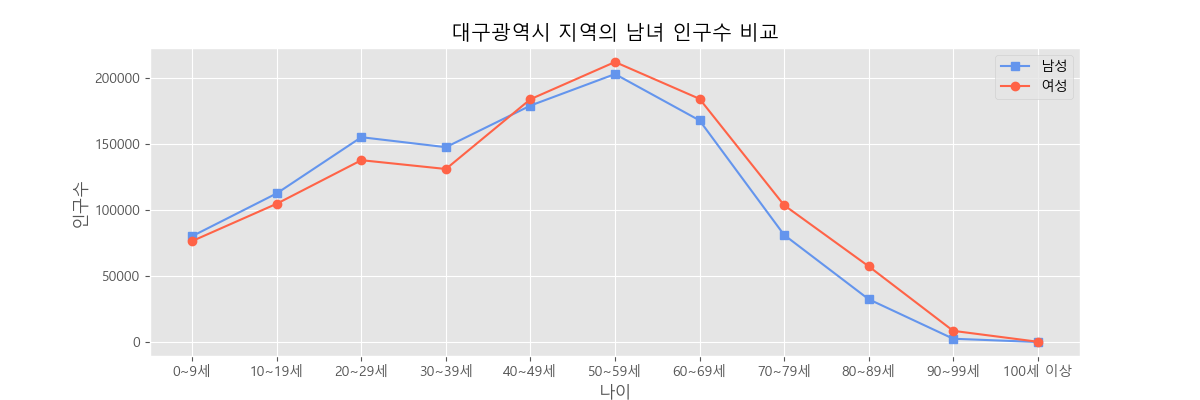 대구광역시 지역의 남녀 인구수 비교
남성
여성
200000
150000
100000
50000
0
인구수
0~9세 10~19세 20~29세 30~39세 40~49세 50~59세 60~69세 70~79세 80~89세 90~99세 100세 이상
나이